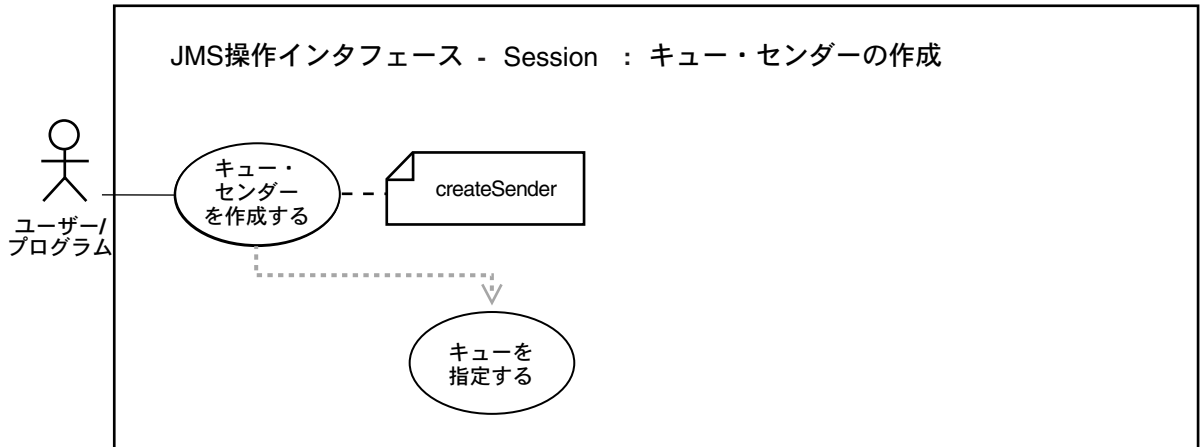 JMS操作インタフェース - Session : キュー・センダーの作成
キュー・
センダー
を作成する
createSender
ユーザー/
プログラム
キューを
指定する